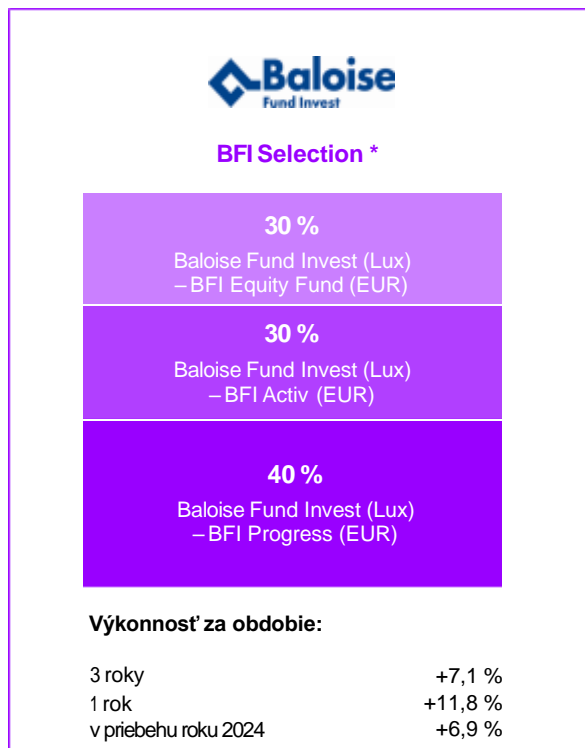 Baloise
Fund Invest
BFI Selection *
30 %
Baloise Fund Invest (Lux)
– BFI Equity Fund (EUR)
30 %
Baloise Fund Invest (Lux)
– BFI Activ (EUR)
40 %
Baloise Fund Invest (Lux)
– BFI Progress (EUR)
Výkonnosť za obdobie:
3 roky +7,1 %
1 rok +11,8 %
v priebehu roku 2024 +6,9 %